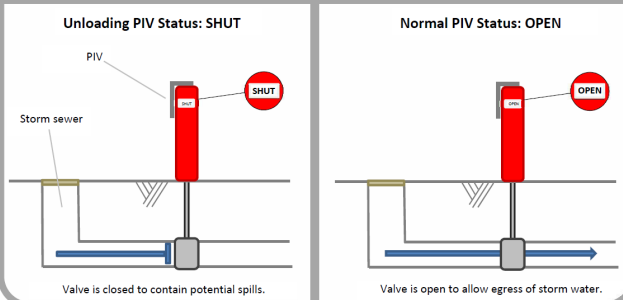 Unloading PIV Status: SHUT
PIV
SHUT
SHUT
Storm sewer
Valve is closed to contain potential spills.
Normal PIV Status: OPEN
OPEN
OPEN
Valve is open to allow egress of storm water.